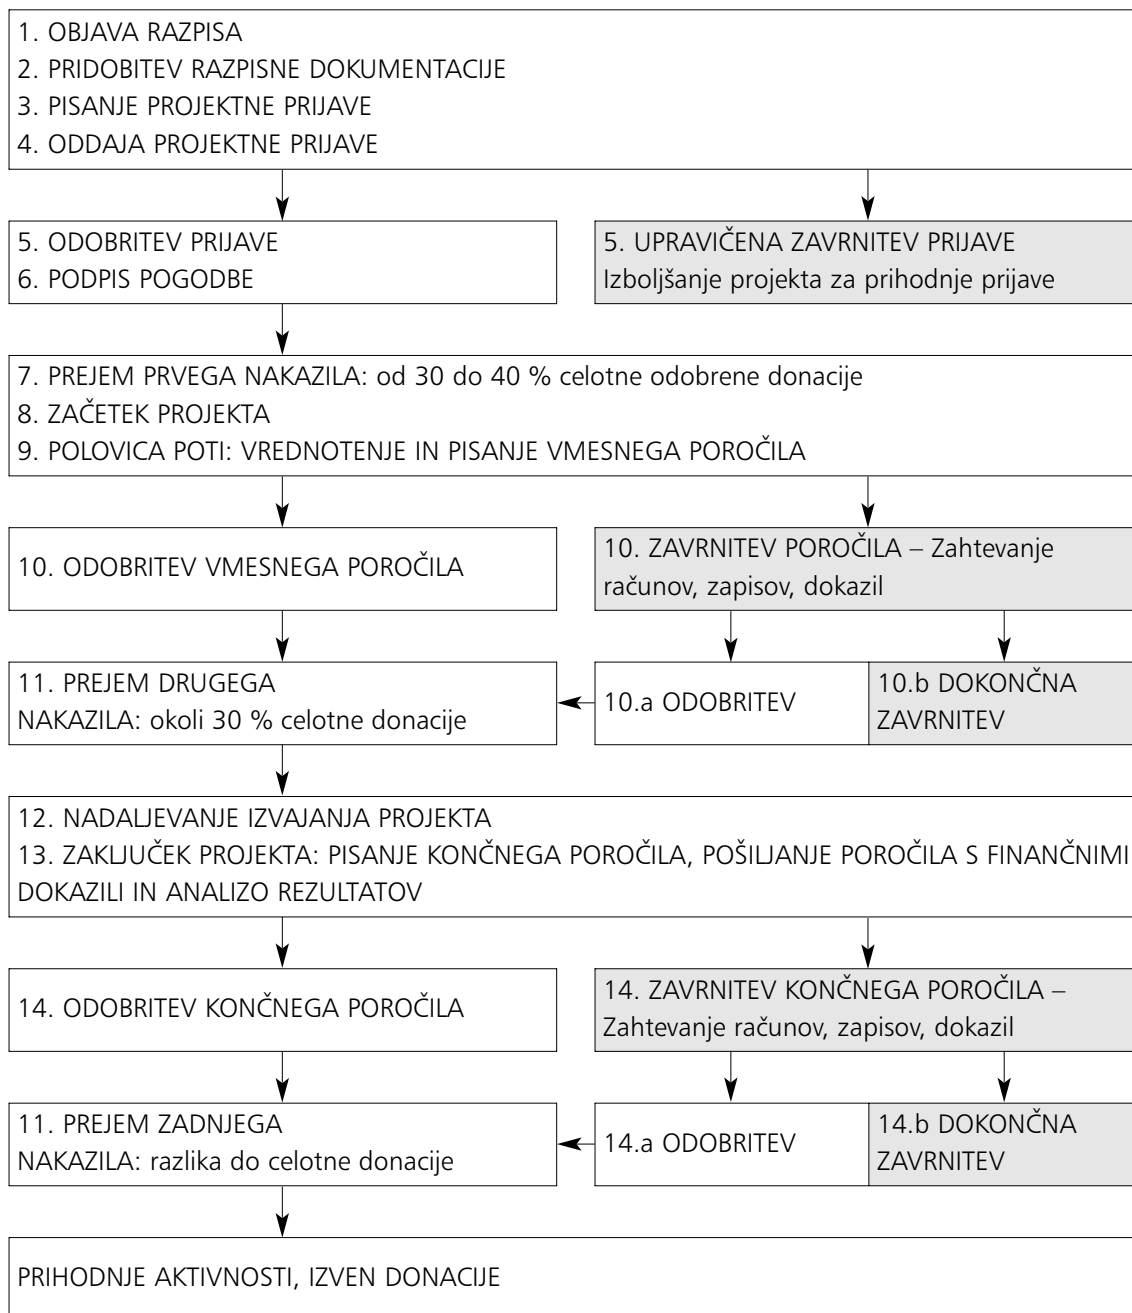 1. OBJAVA RAZPISA
2. PRIDOBITEV RAZPISNE DOKUMENTACIJE
3. PISANJE PROJEKTNE PRIJAVE
4. ODDAJA PROJEKTNE PRIJAVE
5. ODOBRITEV PRIJAVE
6. PODPIS POGODBE
5. UPRAVIČENA ZAVRNITEV PRIJAVE
Izboljšanje projekta za prihodnje prijave
7. PREJEM PRVEGA NAKAZILA: od 30 do 40 % celotne odobrene donacije
8. ZAČETEK PROJEKTA
9. POLOVICA POTI: VREDNOTENJE IN PISANJE VMESNEGA POROČILA
10. ODOBRITEV VMESNEGA POROČILA
10. ZAVRNITEV POROČILA – Zahtevanje
računov, zapisov, dokazil
11. PREJEM DRUGEGA
NAKAZILA: okoli 30 % celotne donacije
10.a ODOBRITEV
10.b DOKONČNA
ZAVRNITEV
12. NADALJEVANJE IZVAJANJA PROJEKTA
13. ZAKLJUČEK PROJEKTA: PISANJE KONČNEGA POROČILA, POŠILJANJE POROČILA S FINANČNIMI
DOKAZILI IN ANALIZO REZULTATOV
14. ODOBRITEV KONČNEGA POROČILA
14. ZAVRNITEV KONČNEGA POROČILA –
Zahtevanje računov, zapisov, dokazil
11. PREJEM ZADNJEGA
NAKAZILA: razlika do celotne donacije
14.a ODOBRITEV
14.b DOKONČNA
ZAVRNITEV
PRIHODNJE AKTIVNOSTI, IZVEN DONACIJE